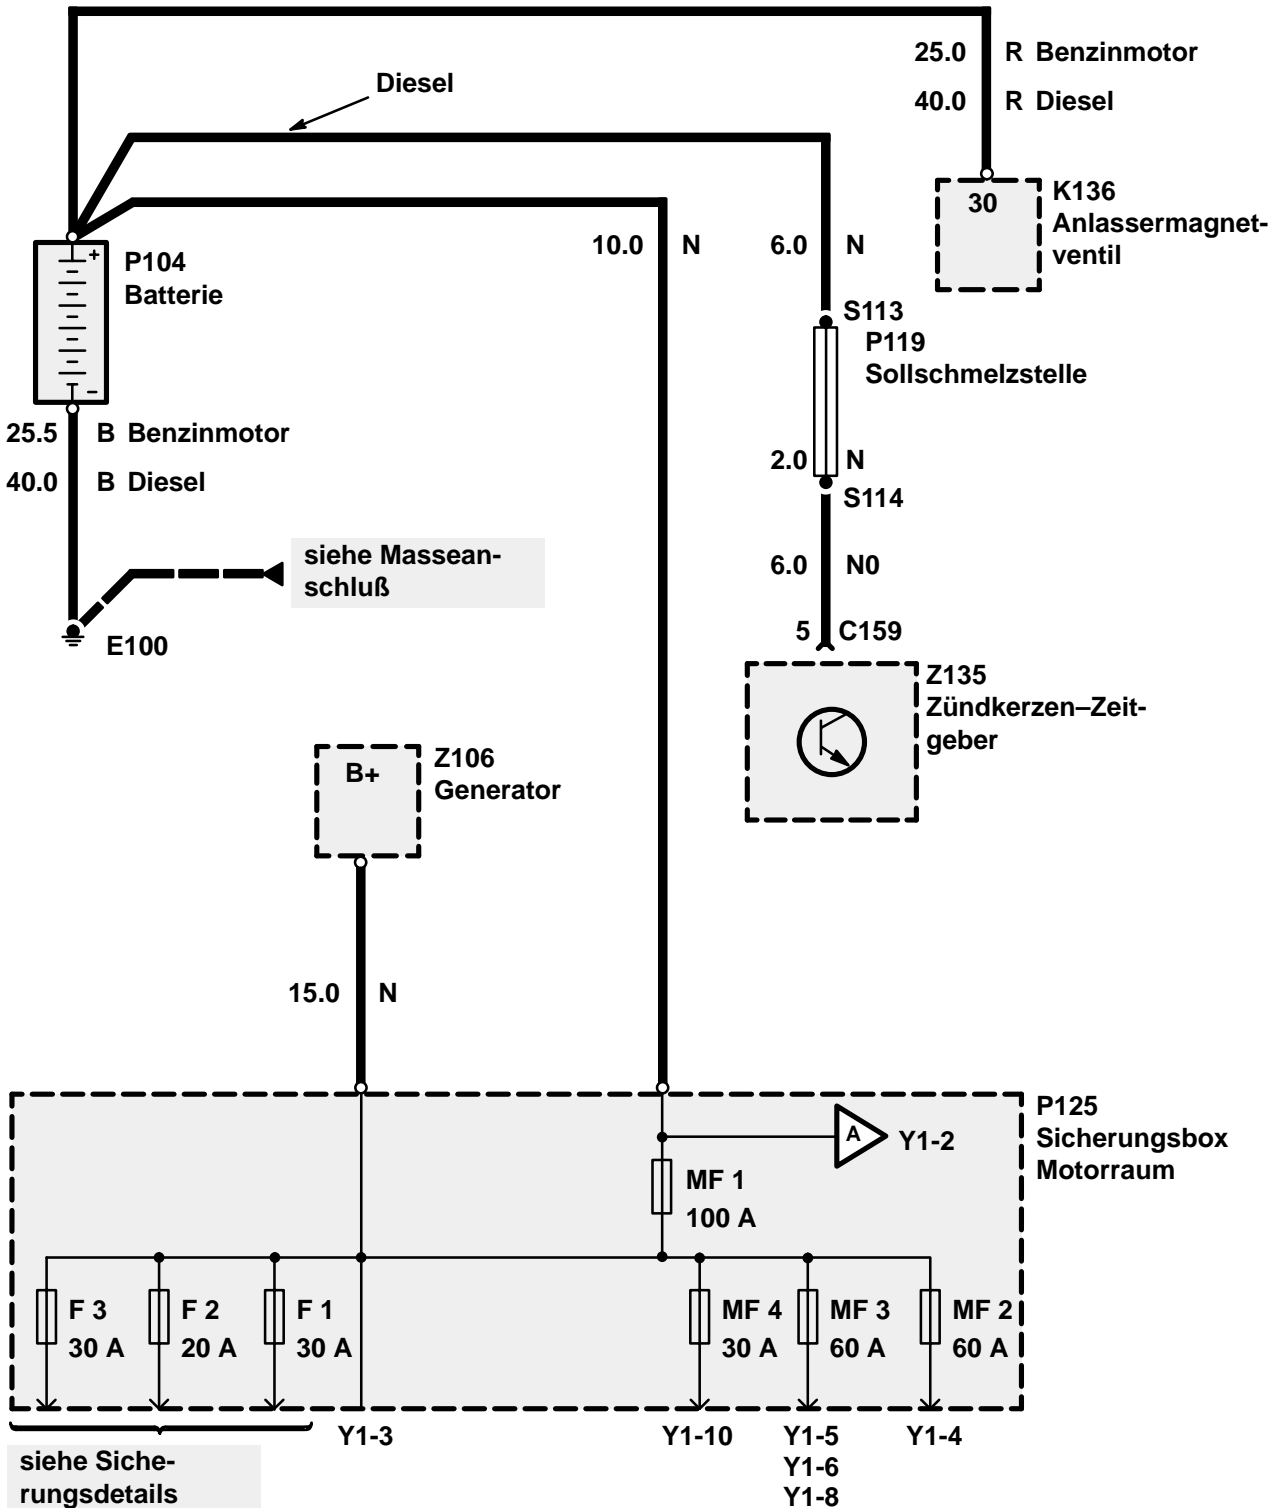 25.0 R Benzinmotor
Diesel
40.0 R Diesel
30
K136
Anlassermagnet-
ventil
10.0 N
6.0 N
+
P104
Batterie
–
S113
P119
Sollschmelzstelle
25.5 B Benzinmotor
2.0 N
40.0 B Diesel
S114
siehe Massean-
schluß
6.0 N0
E100
5 C159
Z135
Zündkerzen–Zeit-
geber
B+
Z106
Generator
15.0 N
P125
Sicherungsbox
Motorraum
A
Y1-2
MF 1
100 A
F 3
30 A
F 2
20 A
F 1
30 A
MF 4
30 A
MF 3
60 A
MF 2
60 A
Y1-3
Y1-10
Y1-5
Y1-6
Y1-8
Y1-4
siehe Siche-
rungsdetails